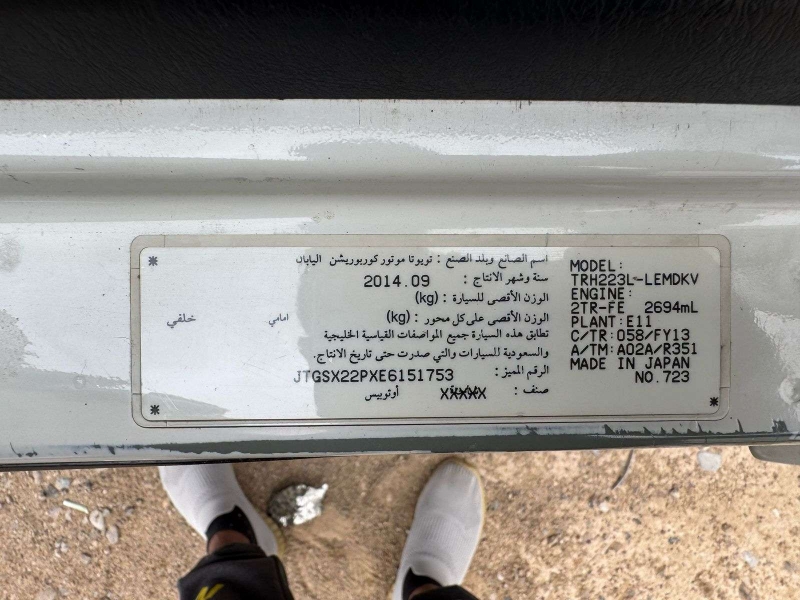 اسم الصانع وبلد الصنع : تويوتا موتور كوربوريشن اليابان
سنة وشهر الانتاج : 2014.09
الوزن الأقصى للسيارة : (kg)
الوزن الأقصى على كل محور : (kg) امامي خلفي
تطابق هذه السيارة جميع المواصفات القياسية الخليجية
والسعودية للسيارات والتي صدرت حتى تاريخ الانتاج.
الرقم المميز : JTGSX22PXE6151753
صنف : XXXXX أوتوبيس
MODEL:
TRH223L-LEMDKV
ENGINE:
2TR-FE 2694mL
PLANT:E11
C/TR:058/FY13
A/TM:A02A/R351
MADE IN JAPAN
NO.723